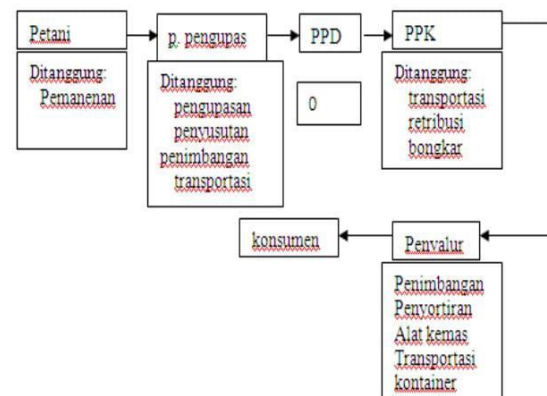 Petani
p. pengupas
PPD
PPK
Ditanggung:
Pemanenan
Ditanggung:
pengupasan
penyusutan
penimbangan
transportasi
0
Ditanggung:
transportasi
retribusi
bongkar
konsumen
Penyalur
Penimbangan
Penyortiran
Alat kemas
Transportasi
kontainer